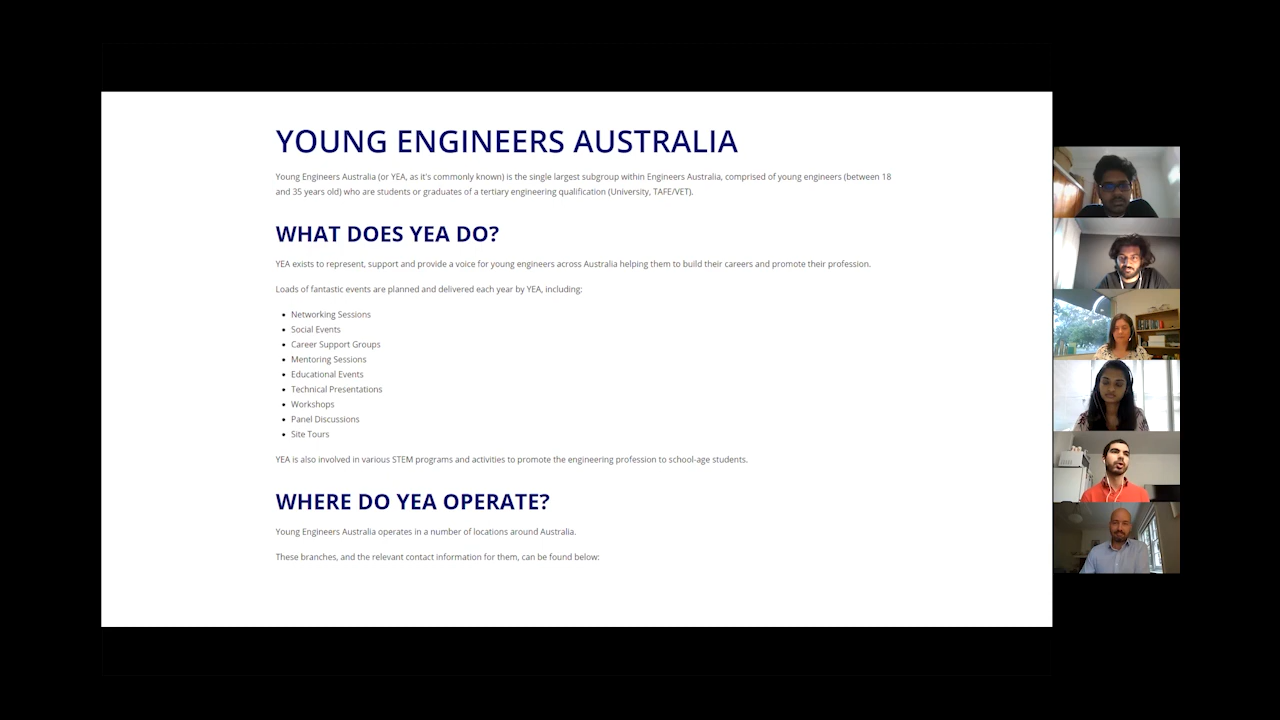 YOUNG ENGINEERS AUSTRALIA
Young Engineers Australia (or YEA, as it's commonly known) is the single largest subgroup within Engineers Australia, comprised of young engineers (between 18
and 35 years old) who are students or graduates of a tertiary engineering qualification (University, TAFE/VET).
WHAT DOES YEA DO?
YEA exists to represent, support and provide a voice for young engineers across Australia helping them to build their careers and promote their profession.
Loads of fantastic events are planned and delivered each year by YEA, including:
• Networking Sessions
• Social Events
• Career Support Groups
• Mentoring Sessions
• Educational Events
• Technical Presentations
• Workshops
• Panel Discussions
• Site Tours
YEA is also involved in various STEM programs and activities to promote the engineering profession to school-age students.
WHERE DO YEA OPERATE?
Young Engineers Australia operates in a number of locations around Australia.
These branches, and the relevant contact information for them, can be found below: